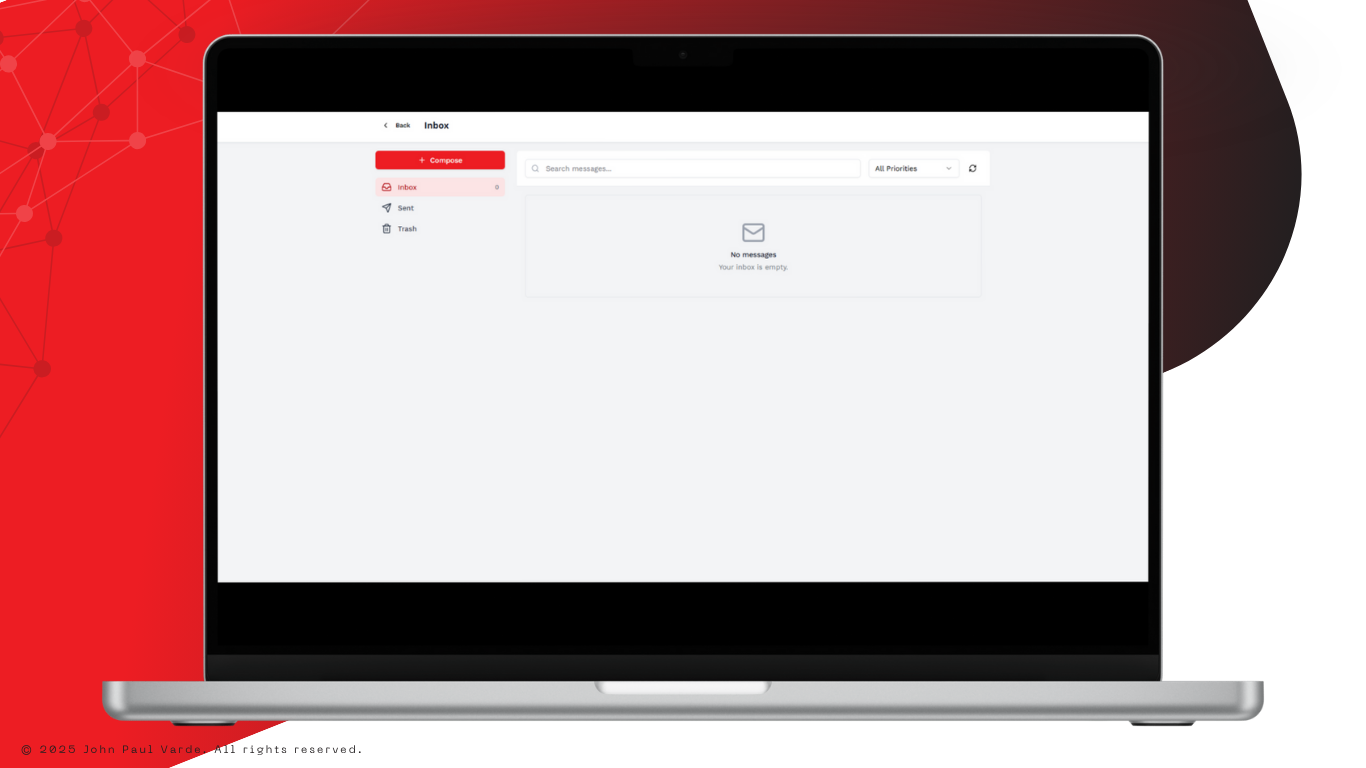 Back Inbox
+ Compose
Search messages...
All Priorities
Inbox 0
Sent
Trash
No messages
Your inbox is empty.
© 2025 John Paul Varde. All rights reserved.